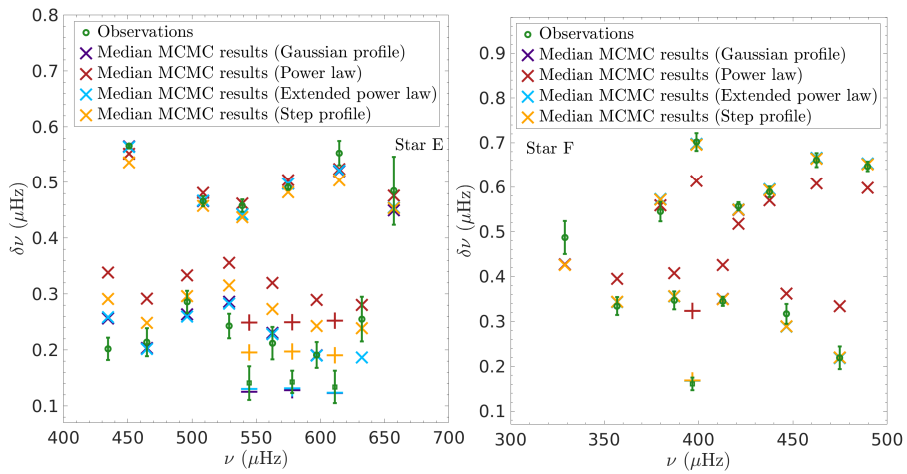 0.8
0.7
0.6
0.5
0.4
0.3
0.2
0.1
δν (μHz)
Observations
Median MCMC results (Gaussian profile)
Median MCMC results (Power law)
Median MCMC results (Extended power law)
Median MCMC results (Step profile)
Star E
400 450 500 550 600 650 700
ν (μHz)
0.9
0.8
0.7
0.6
0.5
0.4
0.3
0.2
0.1
δν (μHz)
Observations
Median MCMC results (Gaussian profile)
Median MCMC results (Power law)
Median MCMC results (Extended power law)
Median MCMC results (Step profile)
Star F
300 350 400 450 500
ν (μHz)